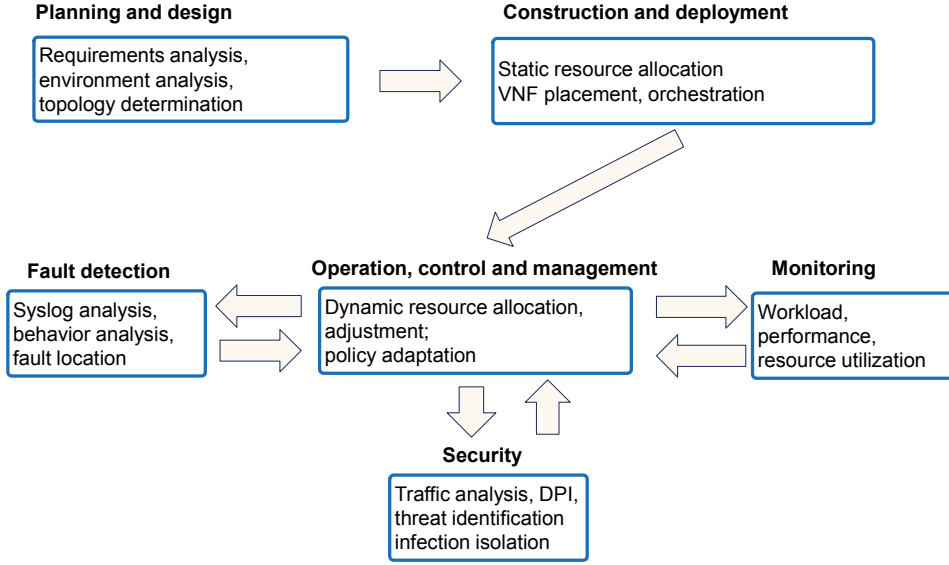 Planning and design
Requirements analysis,
environment analysis,
topology determination
Construction and deployment
Static resource allocation
VNF placement, orchestration
Fault detection
Syslog analysis,
behavior analysis,
fault location
Operation, control and management
Dynamic resource allocation,
adjustment;
policy adaptation
Monitoring
Workload,
performance,
resource utilization
Security
Traffic analysis, DPI,
threat identification
infection isolation